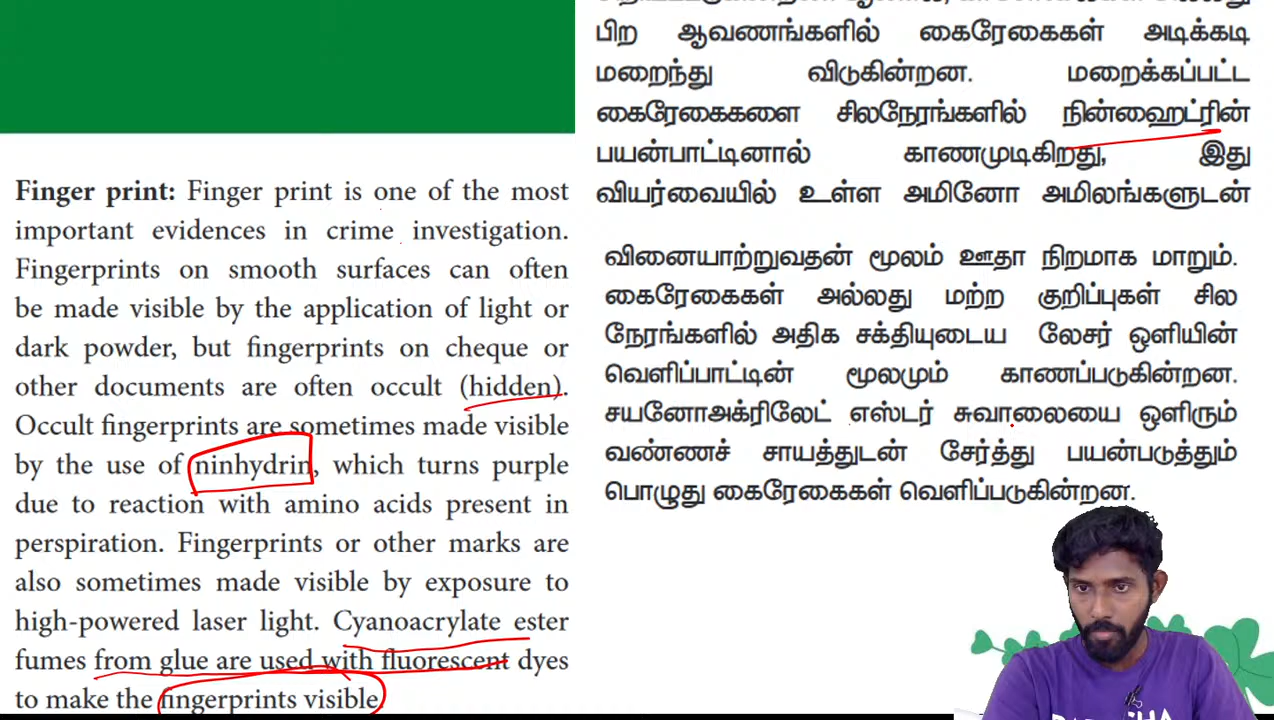 Finger print: Finger print is one of the most
important evidences in crime investigation.
Fingerprints on smooth surfaces can often
be made visible by the application of light or
dark powder, but fingerprints on cheque or
other documents are often occult (hidden).
Occult fingerprints are sometimes made visible
by the use of ninhydrin, which turns purple
due to reaction with amino acids present in
perspiration. Fingerprints or other marks are
also sometimes made visible by exposure to
high-powered laser light. Cyanoacrylate ester
fumes from glue are used with fluorescent dyes
to make the fingerprints visible
பிற ஆவணங்களில் கைரேகைகள் அடிக்கடி
மறைந்து விடுகின்றன. மறைக்கப்பட்ட
கைரேகைகளை சிலநேரங்களில் நின்ஹைட்ரின்
பயன்பாட்டினால் காணமுடிகிறது, இது
வியர்வையில் உள்ள அமினோ அமிலங்களுடன்
வினையாற்றுவதன் மூலம் ஊதா நிறமாக மாறும்.
கைரேகைகள் அல்லது மற்ற குறிப்புகள் சில
நேரங்களில் அதிக சக்தியுடைய லேசர் ஒளியின்
வெளிப்பாட்டின் மூலமும் காணப்படுகின்றன.
சயனோஅக்ரிலேட் எஸ்டர் சுவாலையை ஒளிரும்
வண்ணச் சாயத்துடன் சேர்த்து பயன்படுத்தும்
பொழுது கைரேகைகள் வெளிப்படுகின்றன.